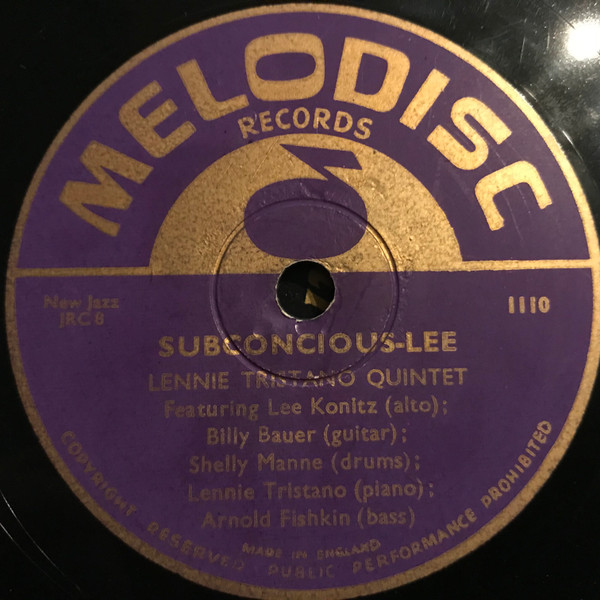 MELODISC
RECORDS
New Jazz
JRC 8
1110
SUBCONCIOUS-LEE
LENNIE TRISTANO QUINTET
Featuring Lee Konitz (alto);
Billy Bauer (guitar);
Shelly Manne (drums);
Lennie Tristano (piano);
Arnold Fishkin (bass)
MADE IN ENGLAND
COPYRIGHT RESERVED PUBLIC PERFORMANCE PROHIBITED